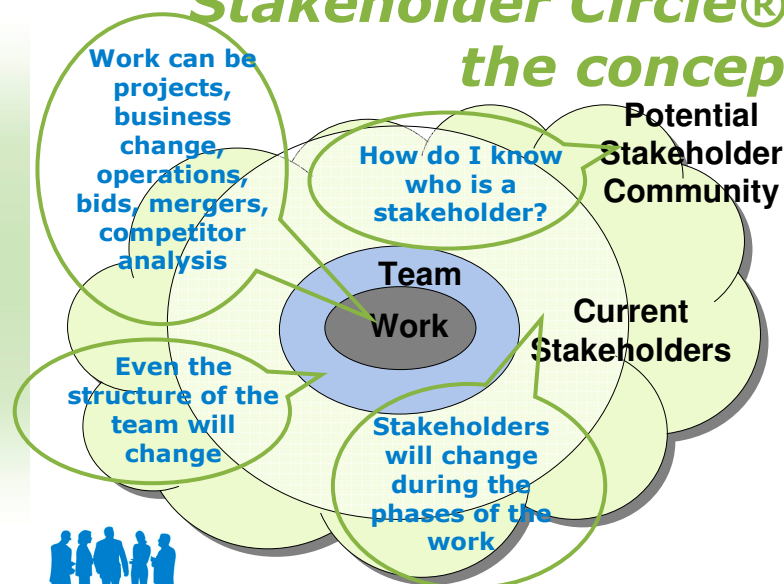 Stakeholder Circle®
the concep
Work can be
projects,
business
change,
operations,
bids, mergers,
competitor
analysis
How do I know
who is a
stakeholder?
Potential
Stakeholder
Community
Team
Work
Current
Stakeholders
Even the
structure of the
team will
change
Stakeholders
will change
during the
phases of the
work